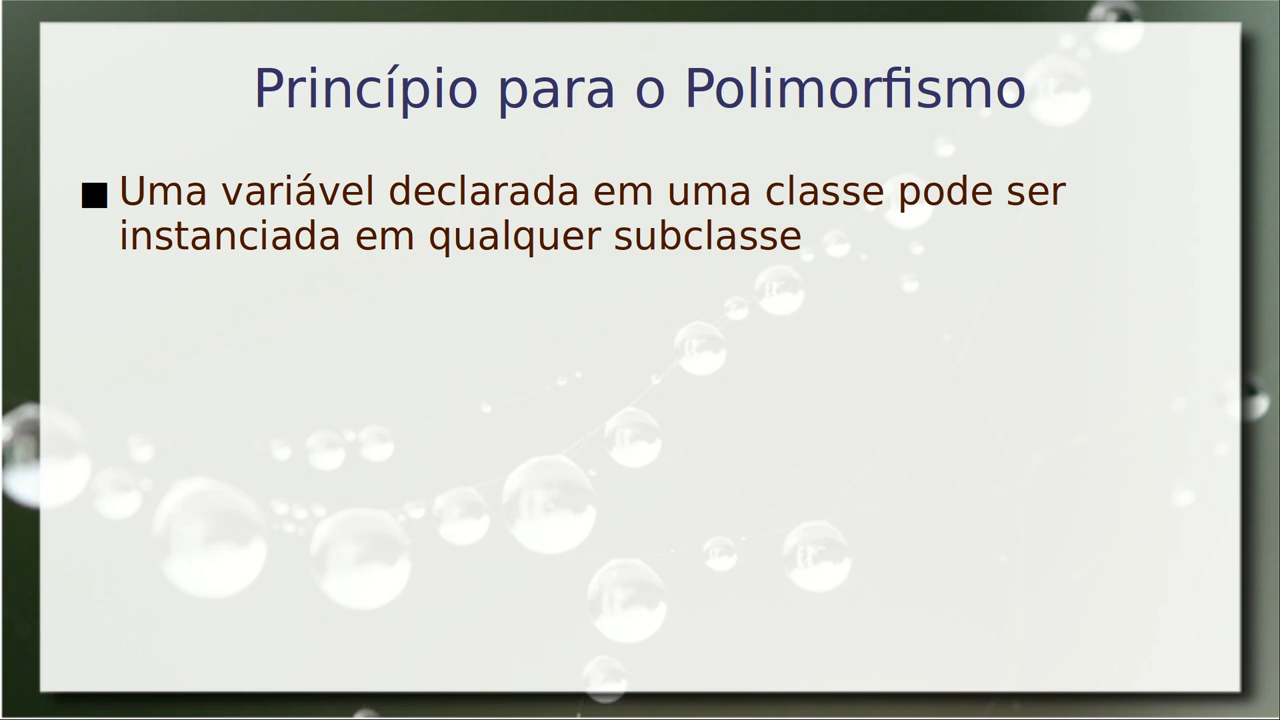 Princípio para o Polimorfismo
■ Uma variável declarada em uma classe pode ser
instanciada em qualquer subclasse